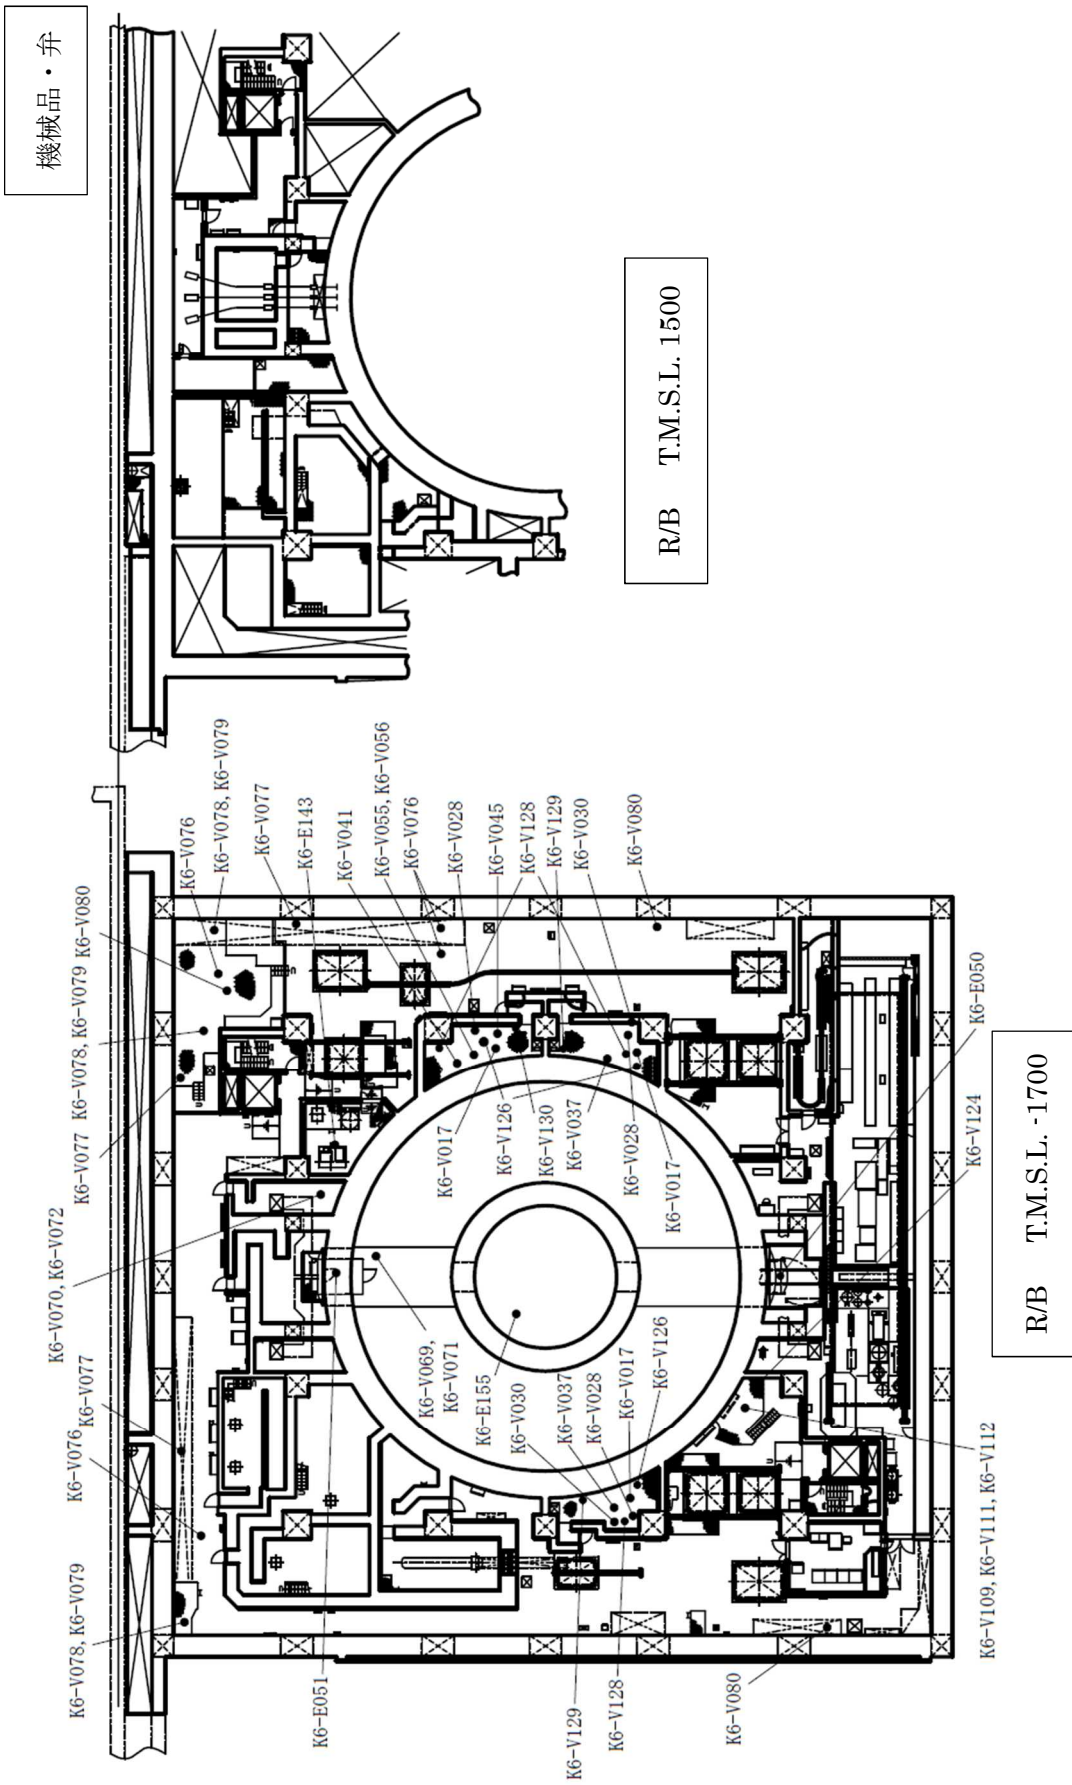 機械品・弁
R/B T.M.S.L. 1500
K6-V076
K6-V078, K6-V079
K6-V077
K6-E143
K6-V041
K6-V055, K6-V056
K6-V076
K6-V028
K6-V045
K6-V128
K6-V129
K6-V030
K6-V080
K6-V080
K6-V078, K6-V079
K6-V077
K6-V070, K6-V072
K6-V017
K6-V126
K6-V130
K6-V037
K6-V028
K6-V017
K6-E050
K6-V124
K6-V077
K6-V076
K6-V078, K6-V079
K6-V069,
K6-V071
K6-E155
K6-V030
K6-V037
K6-V028
K6-V017
K6-V126
K6-E051
K6-V129
K6-V128
K6-V080
K6-V109, K6-V111, K6-V112
R/B T.M.S.L. -1700